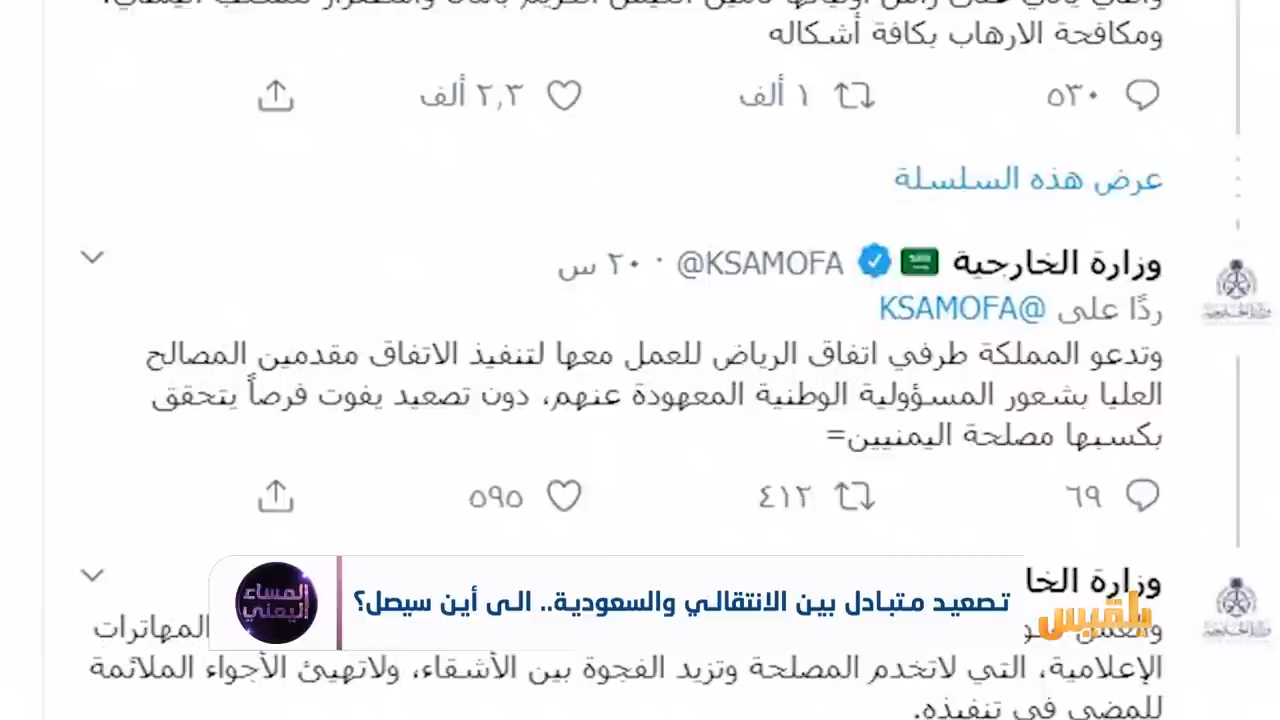 ومكافحة الارهاب بكافة أشكاله
٥٣٠ ١ ألف ٢,٣ ألف
عرض هذه السلسلة
وزارة الخارجية @KSAMOFA · ٢٠ س
ردًا على @KSAMOFA
وتدعو المملكة طرفي اتفاق الرياض للعمل معها لتنفيذ الاتفاق مقدمين المصالح
العليا بشعور المسؤولية الوطنية المعهودة عنهم، دون تصعيد يفوت فرصاً يتحقق
بكسبها مصلحة اليمنيين=
٦٩ ٤١٢ ٥٩٥
وزارة الخا
المساء اليمني
تصعيد متبادل بين الانتقالي والسعودية.. الى أين سيصل؟
بلقيس
المهاترات
الإعلامية، التي لاتخدم المصلحة وتزيد الفجوة بين الأشقاء، ولاتهيئ الأجواء الملائمة
للمضي في تنفيذه.